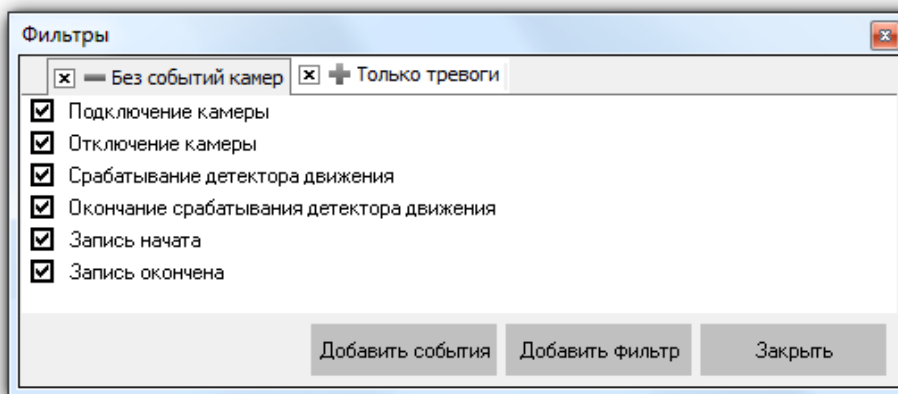 Фильтры
Без событий камер Только тревоги
Подключение камеры
Отключение камеры
Срабатывание детектора движения
Окончание срабатывания детектора движения
Запись начата
Запись окончена
Добавить события Добавить фильтр Закрыть